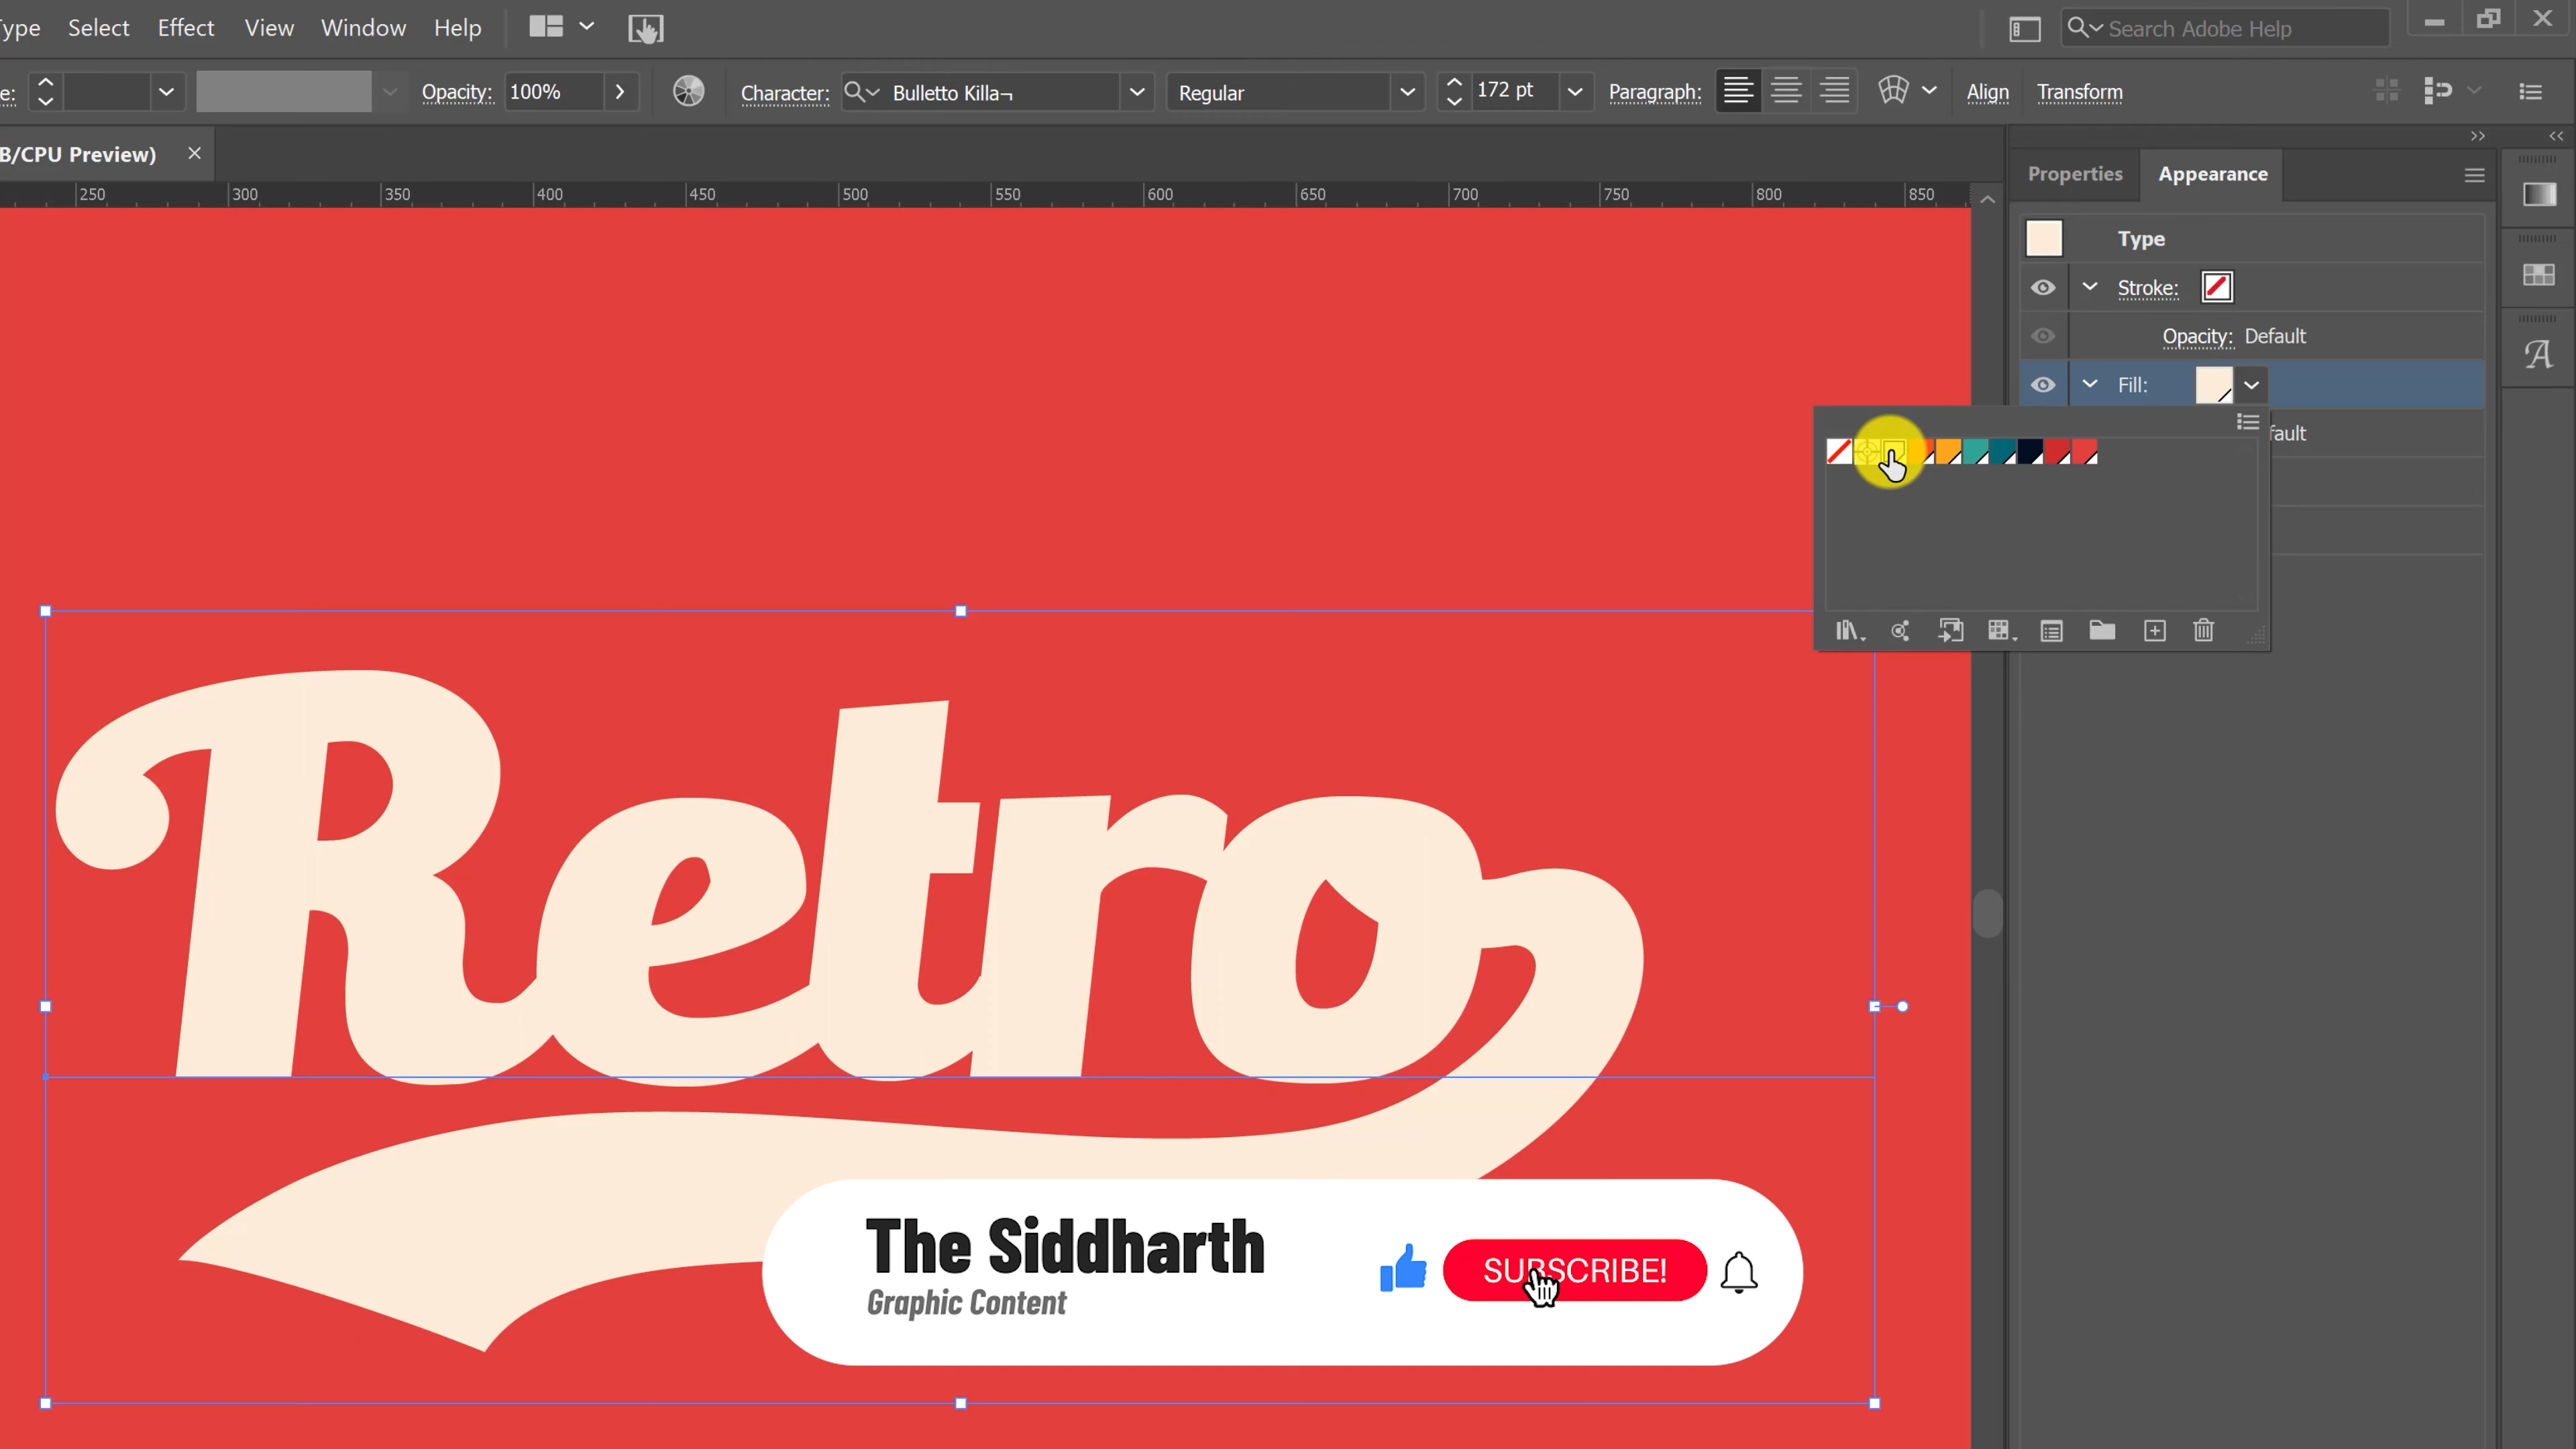 ype Select Effect View Window Help Search Adobe Help
e: Opacity: 100% Character: Bulletto Killa¬ Regular 172 pt Paragraph: Align Transform
B/CPU Preview) ×
250 300 350 400 450 500 550 600 650 700 750 800 850
Properties Appearance
Type
Stroke:
Opacity: Default
Fill:
fault
Retro
The Siddharth
Graphic Content
SUBSCRIBE!